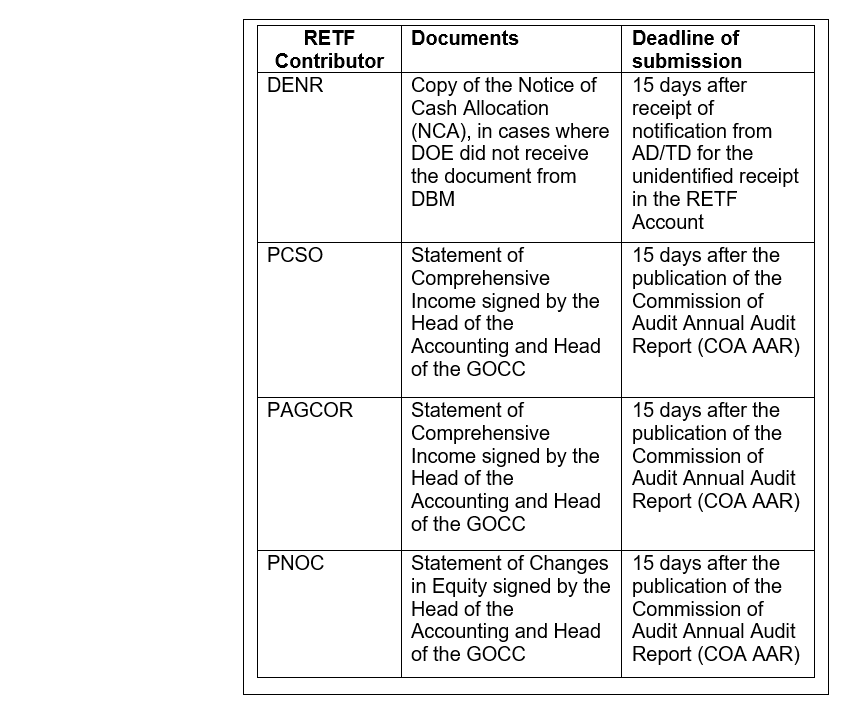 RETF Contributor
Documents
Deadline of submission
DENR
Copy of the Notice of
Cash Allocation
(NCA), in cases where
DOE did not receive
the document from
DBM
15 days after
receipt of
notification from
AD/TD for the
unidentified receipt
in the RETF
Account
PCSO
Statement of
Comprehensive
Income signed by the
Head of the
Accounting and Head
of the GOCC
15 days after the
publication of the
Commission of
Audit Annual Audit
Report (COA AAR)
PAGCOR
Statement of
Comprehensive
Income signed by the
Head of the
Accounting and Head
of the GOCC
15 days after the
publication of the
Commission of
Audit Annual Audit
Report (COA AAR)
PNOC
Statement of Changes
in Equity signed by the
Head of the
Accounting and Head
of the GOCC
15 days after the
publication of the
Commission of
Audit Annual Audit
Report (COA AAR)